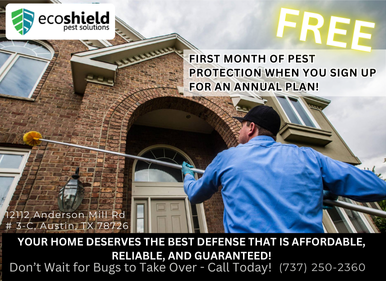 ecoshield
pest solutions
FREE
FIRST MONTH OF PEST
PROTECTION WHEN YOU SIGN UP
FOR AN ANNUAL PLAN!
12112 Anderson Mill Rd
# 3-C, Austin, TX 78726
YOUR HOME DESERVES THE BEST DEFENSE THAT IS AFFORDABLE,
RELIABLE, AND GUARANTEED!
Don't Wait for Bugs to Take Over - Call Today! (737) 250-2360